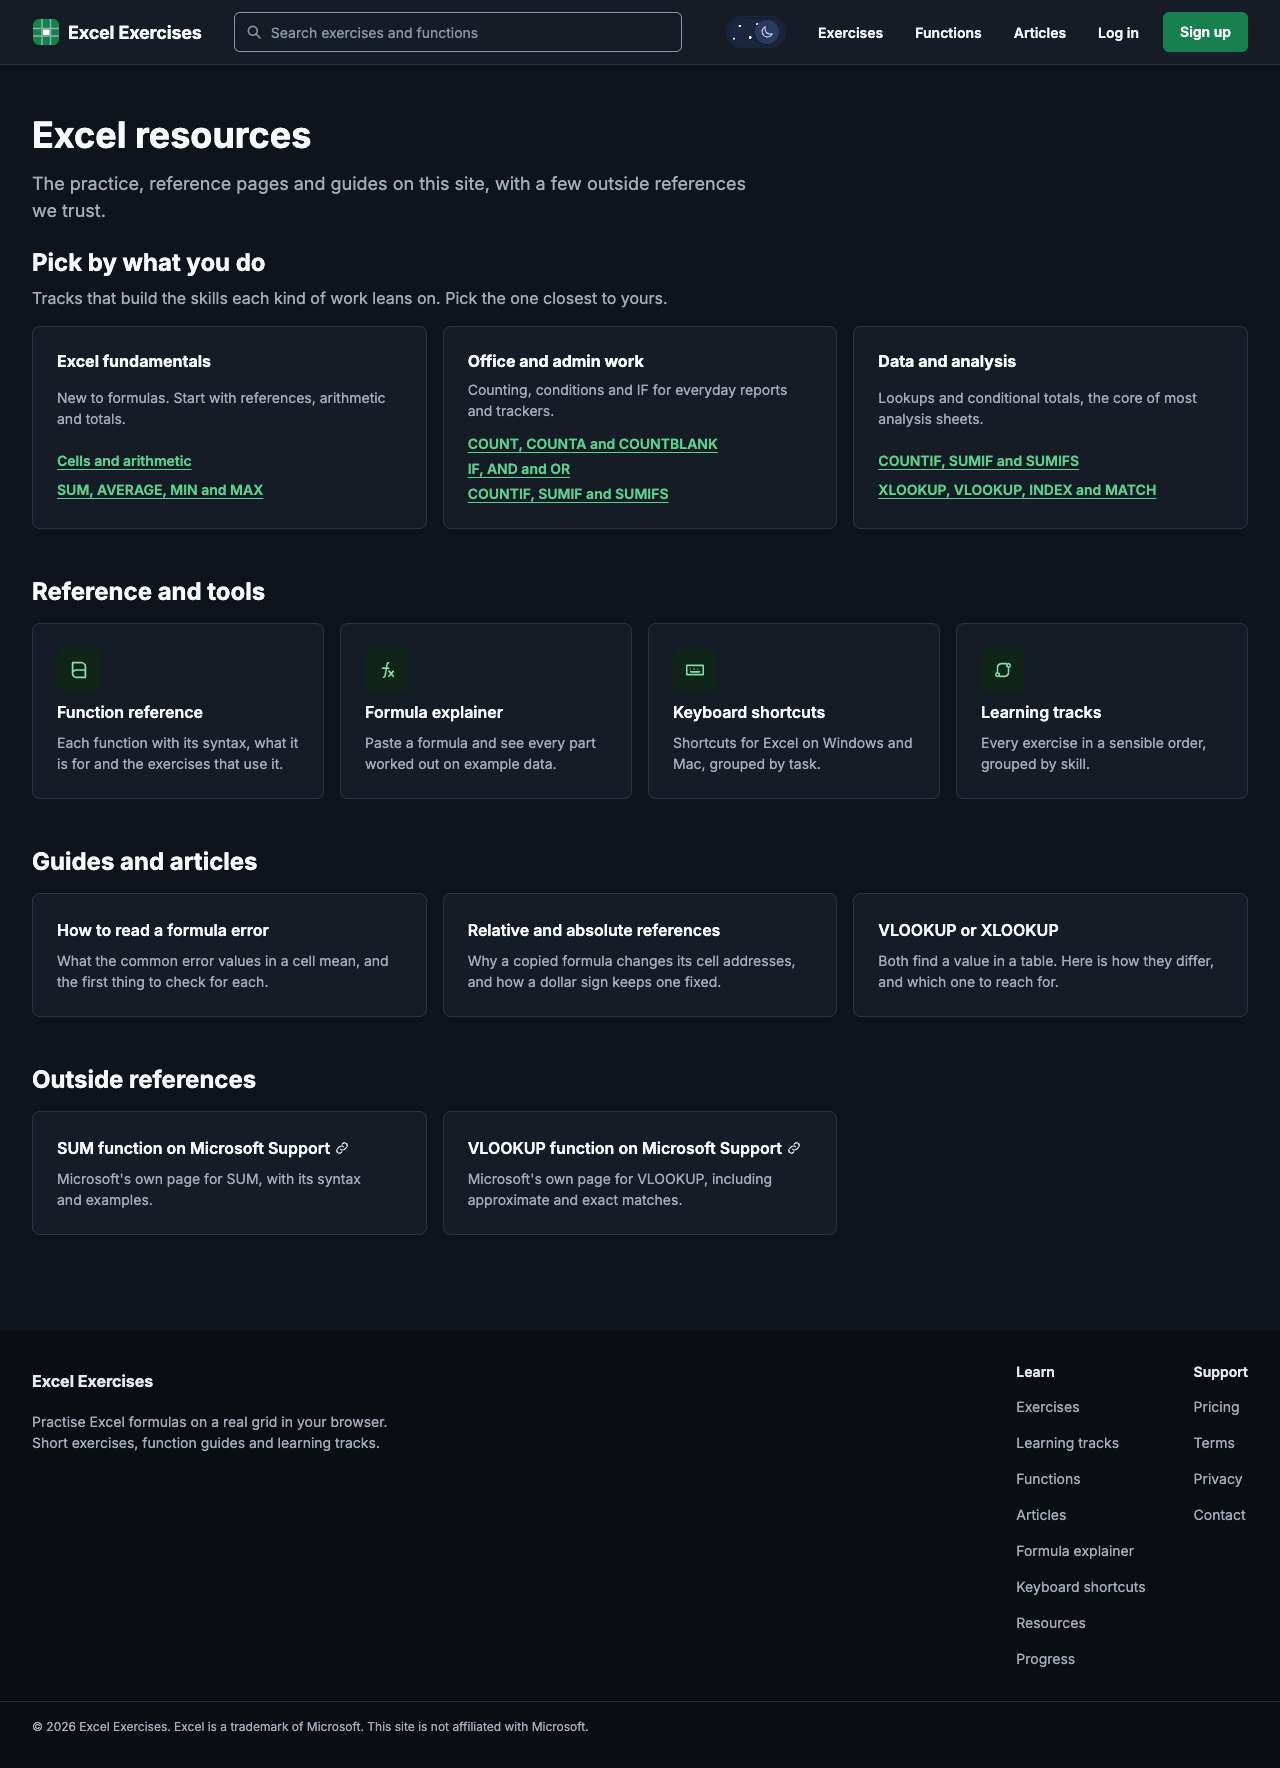 Excel Exercises
Search exercises and functions
Exercises
Functions
Articles
Log in
Sign up
Excel resources
The practice, reference pages and guides on this site, with a few outside references
we trust.
Pick by what you do
Tracks that build the skills each kind of work leans on. Pick the one closest to yours.
Excel fundamentals
New to formulas. Start with references, arithmetic
and totals.
Cells and arithmetic
SUM, AVERAGE, MIN and MAX
Office and admin work
Counting, conditions and IF for everyday reports
and trackers.
COUNT, COUNTA and COUNTBLANK
IF, AND and OR
COUNTIF, SUMIF and SUMIFS
Data and analysis
Lookups and conditional totals, the core of most
analysis sheets.
COUNTIF, SUMIF and SUMIFS
XLOOKUP, VLOOKUP, INDEX and MATCH
Reference and tools
Function reference
Each function with its syntax, what it
is for and the exercises that use it.
Formula explainer
Paste a formula and see every part
worked out on example data.
Keyboard shortcuts
Shortcuts for Excel on Windows and
Mac, grouped by task.
Learning tracks
Every exercise in a sensible order,
grouped by skill.
Guides and articles
How to read a formula error
What the common error values in a cell mean, and
the first thing to check for each.
Relative and absolute references
Why a copied formula changes its cell addresses,
and how a dollar sign keeps one fixed.
VLOOKUP or XLOOKUP
Both find a value in a table. Here is how they differ,
and which one to reach for.
Outside references
SUM function on Microsoft Support
Microsoft's own page for SUM, with its syntax
and examples.
VLOOKUP function on Microsoft Support
Microsoft's own page for VLOOKUP, including
approximate and exact matches.
Excel Exercises
Practise Excel formulas on a real grid in your browser.
Short exercises, function guides and learning tracks.
Learn
Exercises
Learning tracks
Functions
Articles
Formula explainer
Keyboard shortcuts
Resources
Progress
Support
Pricing
Terms
Privacy
Contact
© 2026 Excel Exercises. Excel is a trademark of Microsoft. This site is not affiliated with Microsoft.